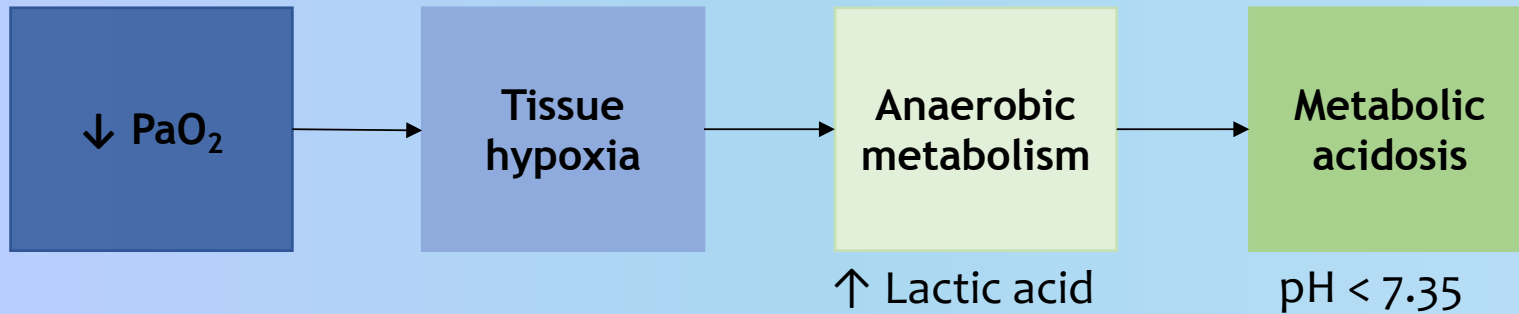 ↓ PaO₂
Tissue
hypoxia
Anaerobic
metabolism
Metabolic
acidosis
↑ Lactic acid
pH < 7.35